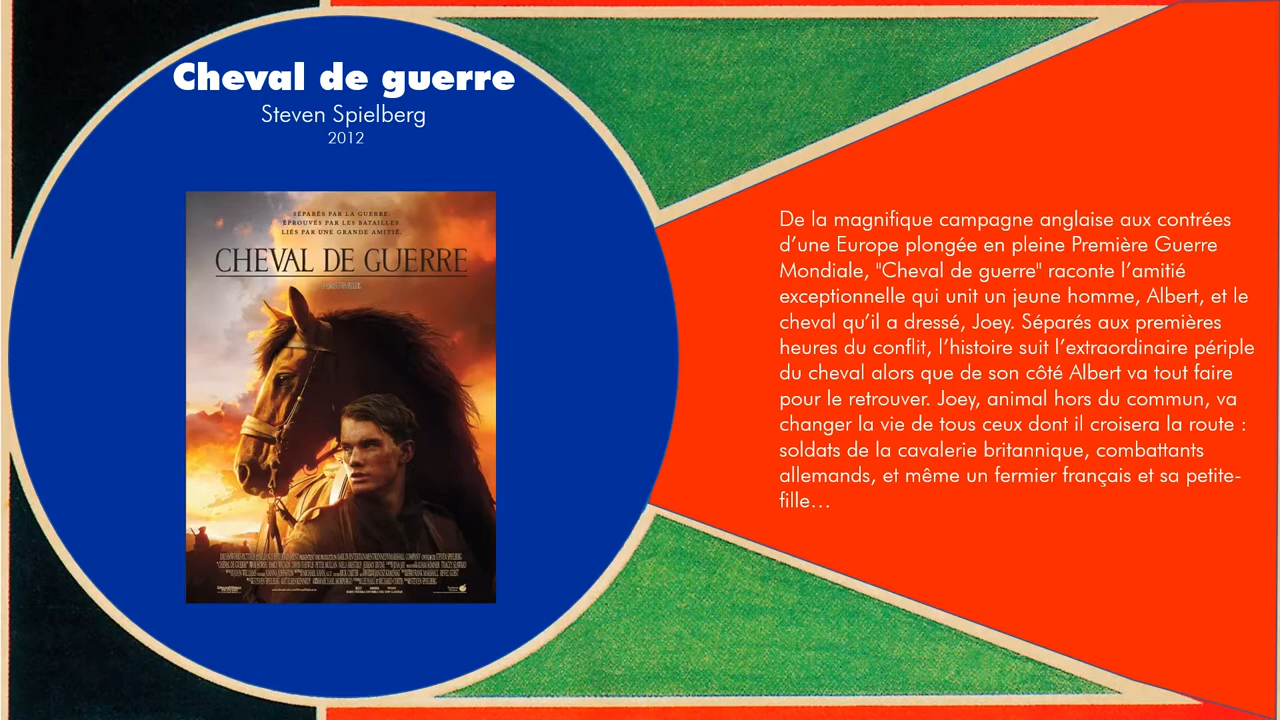 Cheval de guerre
Steven Spielberg
2012
SÉPARÉS PAR LA GUERRE.
ÉPROUVÉS PAR LES BATAILLES
LIÉS PAR UNE GRANDE AMITIÉ.
CHEVAL DE GUERRE
De la magnifique campagne anglaise aux contrées
d’une Europe plongée en pleine Première Guerre
Mondiale, "Cheval de guerre" raconte l’amitié
exceptionnelle qui unit un jeune homme, Albert, et le
cheval qu’il a dressé, Joey. Séparés aux premières
heures du conflit, l’histoire suit l’extraordinaire périple
du cheval alors que de son côté Albert va tout faire
pour le retrouver. Joey, animal hors du commun, va
changer la vie de tous ceux dont il croisera la route :
soldats de la cavalerie britannique, combattants
allemands, et même un fermier français et sa petite-
fille…